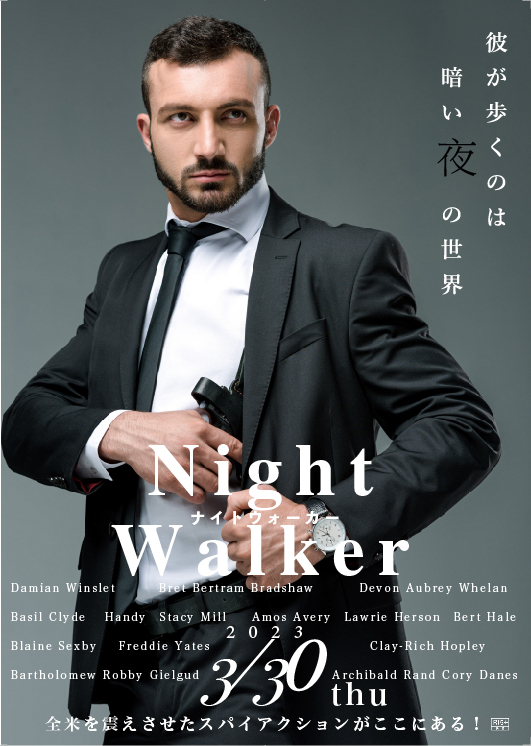 彼が歩くのは
暗い夜の世界
Night
ナイトウォーカー
Walker
Damian Winslet Bret Bertram Bradshaw Devon Aubrey Whelan
Basil Clyde Handy Stacy Mill Amos Avery Lawrie Herson Bert Hale
Blaine Sexby Freddie Yates 2023 Clay-Rich Hopley
Bartholomew Robby Gielgud 3/30 Archibald Rand Cory Danes
thu
全米を震えさせたスパイアクションがここにある!